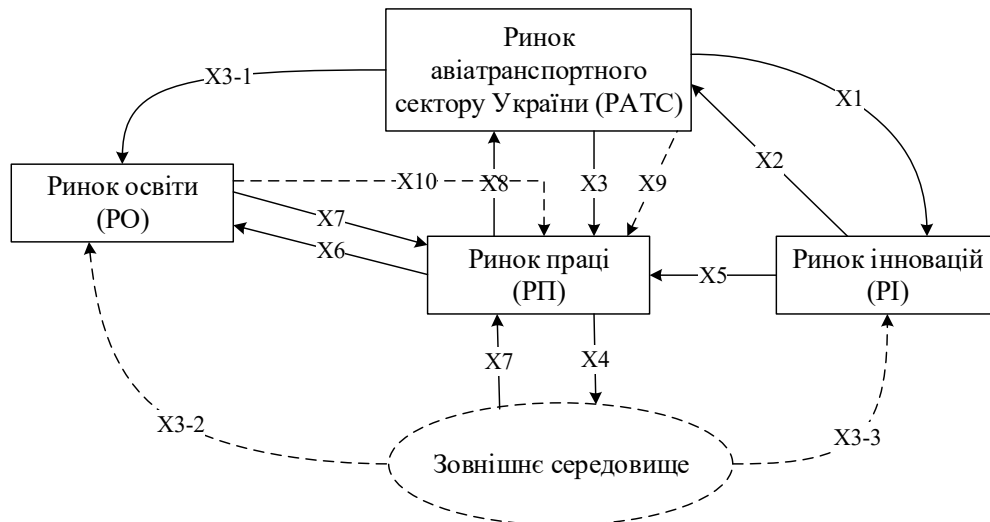 Ринок
авіатранспортного
сектору України (РАТС)
X3-1
X1
X2
Ринок освіти
(РО)
X10
X8
X3
X9
X7
X6
Ринок праці
(РП)
X5
Ринок інновацій
(РІ)
X7
X4
X3-2
X3-3
Зовнішнє середовище